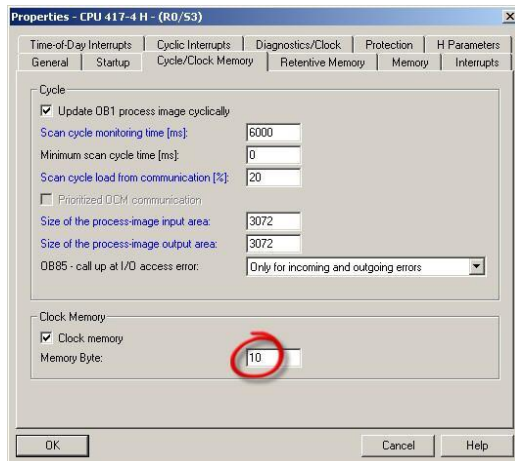 Properties - CPU 417-4 H - (R0/S3)
Time-of-Day Interrupts Cyclic Interrupts Diagnostics/Clock Protection H Parameters
General Startup Cycle/Clock Memory Retentive Memory Memory Interrupts
Cycle
Update OB1 process image cyclically
Scan cycle monitoring time [ms]: 6000
Minimum scan cycle time [ms]: 0
Scan cycle load from communication [%]: 20
Prioritized OCM communication
Size of the process-image input area: 3072
Size of the process-image output area: 3072
OB85 - call up at I/O access error: Only for incoming and outgoing errors
Clock Memory
Clock memory
Memory Byte: 10
OK Cancel Help